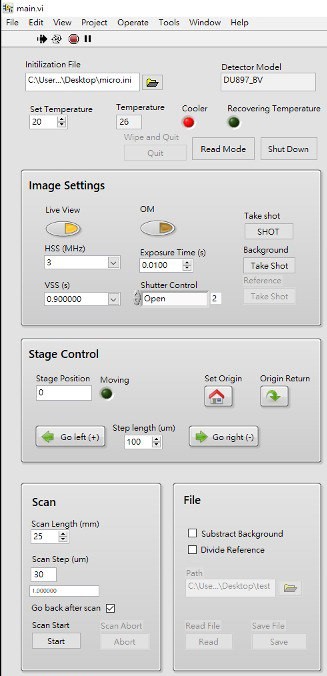 main.vi
File Edit View Project Operate Tools Window Help
Initilization File
Detector Model
C:\User...\Desktop\micro.ini
DU897_BV
Set Temperature
Temperature
Cooler
Recovering Temperature
20
26
Wipe and Quit
Quit
Read Mode
Shut Down
Image Settings
Live View
OM
Take shot
SHOT
HSS (MHz)
Exposure Time (s)
Background
3
0.0100
Take Shot
VSS (s)
Shutter Control
Reference
0.900000
Open
2
Take Shot
Stage Control
Stage Position
Moving
Set Origin
Origin Return
0
Step length (um)
Go left (+)
100
Go right (-)
Scan
Scan Length (mm)
25
Scan Step (um)
30
1.000000
Go back after scan
Scan Start
Scan Abort
Start
Abort
File
Substract Background
Divide Reference
Path
C:\Use...\Desktop\test
Read File
Save File
Read
Save